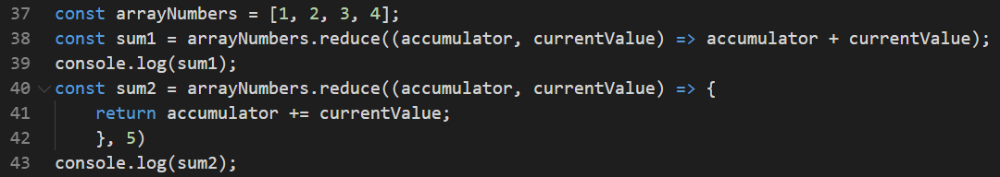 37 const arrayNumbers = [1, 2, 3, 4];
38 const sum1 = arrayNumbers.reduce((accumulator, currentValue) => accumulator + currentValue);
39 console.log(sum1);
40 const sum2 = arrayNumbers.reduce((accumulator, currentValue) => {
41     return accumulator += currentValue;
42     }, 5)
43 console.log(sum2);